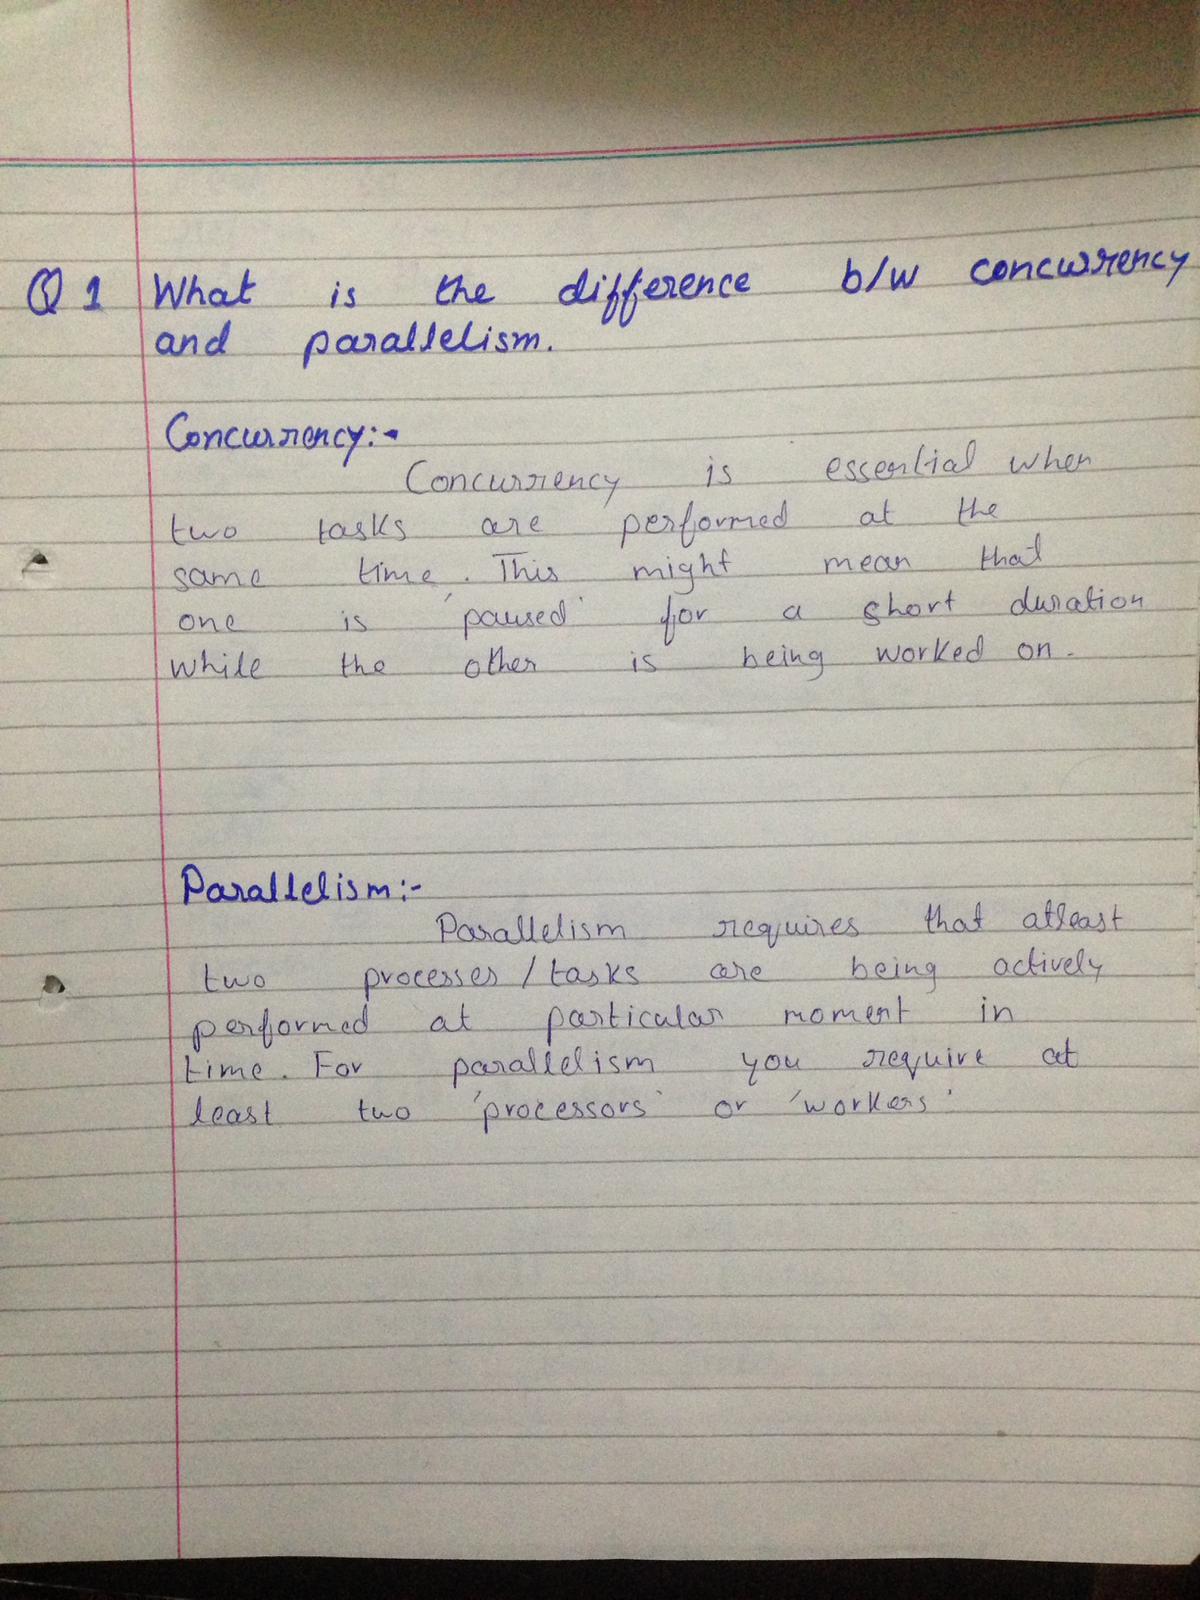 Q 1 What is the difference b/w concurrency
and parallelism.
Concurrency:-
Concurrency is essential when
two tasks are performed at the
same time. This might mean that
one is 'paused' for a short duration
while the other is being worked on.
Parallelism:-
Parallelism requires that atleast
two processes / tasks are being actively
performed at particular moment in
time. For parallelism you require at
least two 'processors' or 'workers'